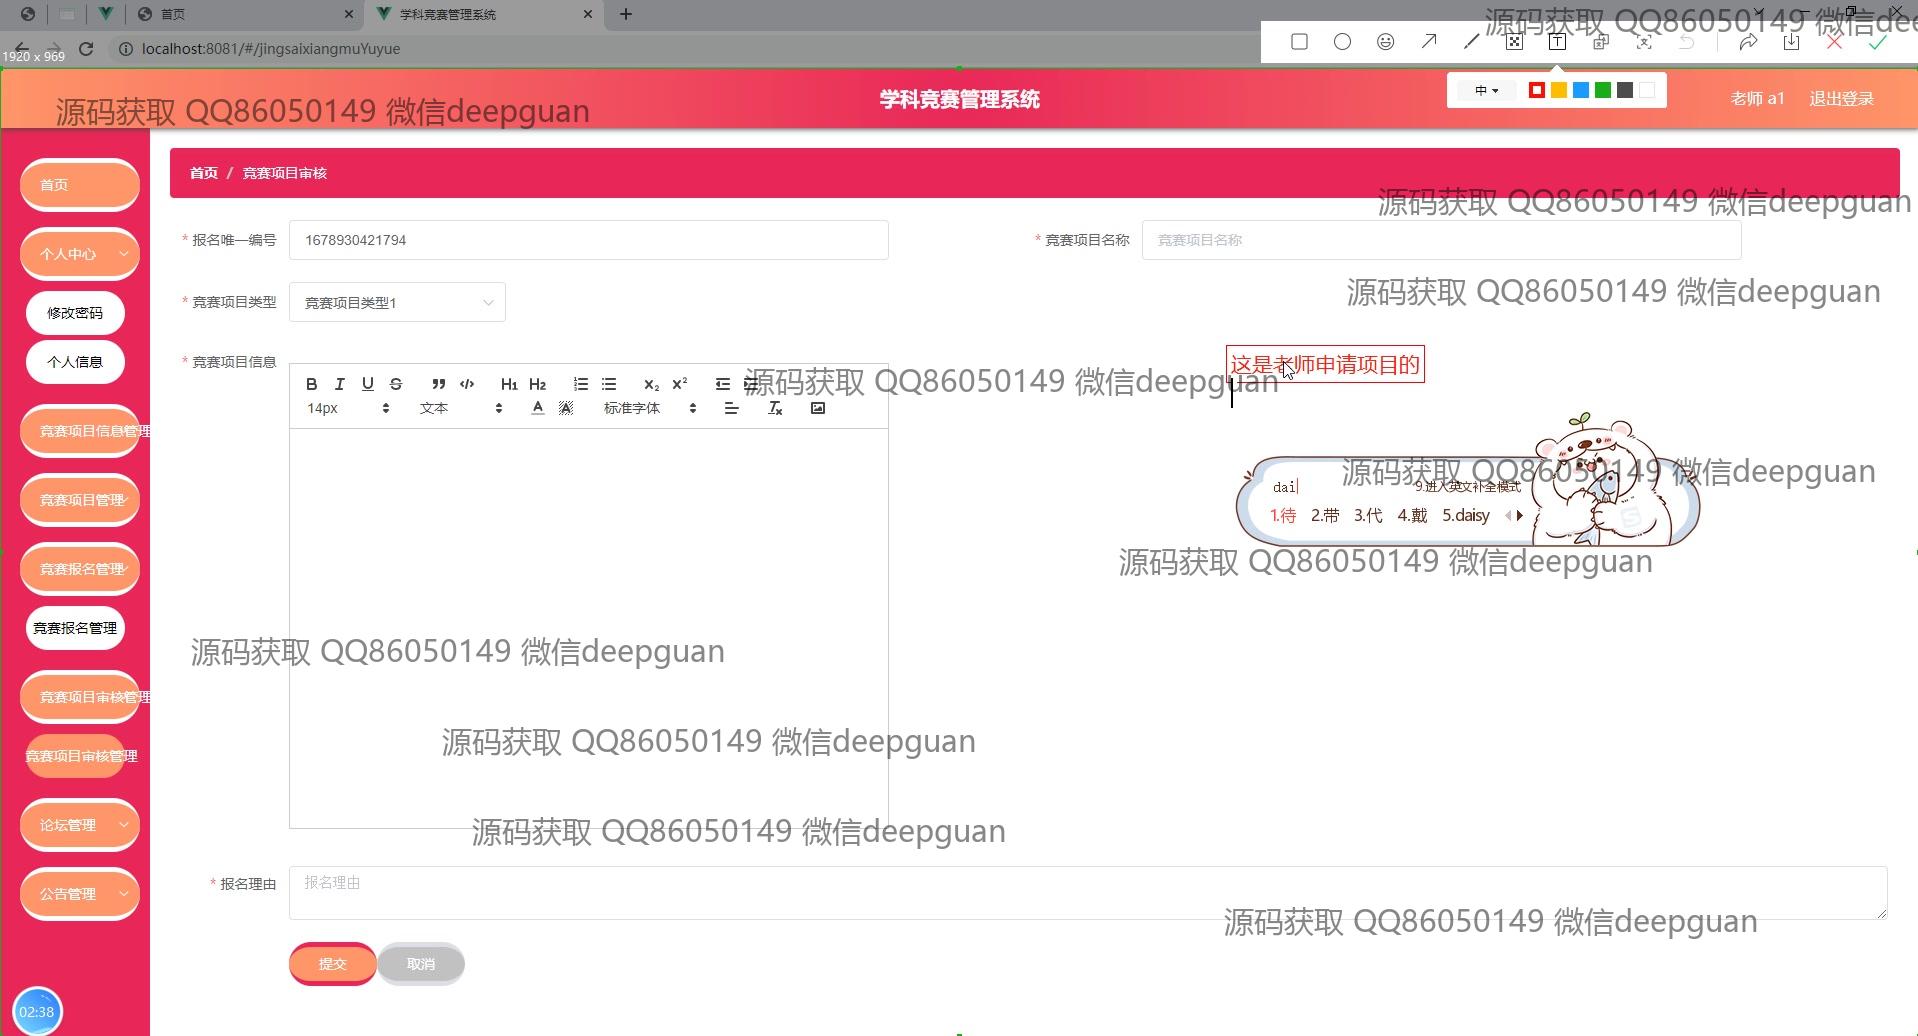 首页
学科竞赛管理系统
localhost:8081/#/jingsaixiangmuYuyue
1920 x 969
源码获取 QQ86050149 微信deepguan
源码获取 QQ86050149 微信deepguan
学科竞赛管理系统
中
老师 a1
退出登录
首页 / 竞赛项目审核
源码获取 QQ86050149 微信deepguan
首页
个人中心
修改密码
个人信息
竞赛项目信息管理
竞赛项目管理
竞赛报名管理
竞赛报名管理
竞赛项目审核管理
竞赛项目审核管理
论坛管理
公告管理
02:38
* 报名唯一编号
1678930421794
* 竞赛项目名称
竞赛项目名称
* 竞赛项目类型
竞赛项目类型1
源码获取 QQ86050149 微信deepguan
* 竞赛项目信息
B I U S H1 H2 x₂ x²
14px 文本 A A 标准字体
源码获取 QQ86050149 微信deepguan
这是老师申请项目的
源码获取 QQ86050149 微信deepguan
dai
9.进入英文补全模式
1.待 2.带 3.代 4.戴 5.daisy
源码获取 QQ86050149 微信deepguan
源码获取 QQ86050149 微信deepguan
源码获取 QQ86050149 微信deepguan
源码获取 QQ86050149 微信deepguan
* 报名理由
报名理由
源码获取 QQ86050149 微信deepguan
提交
取消